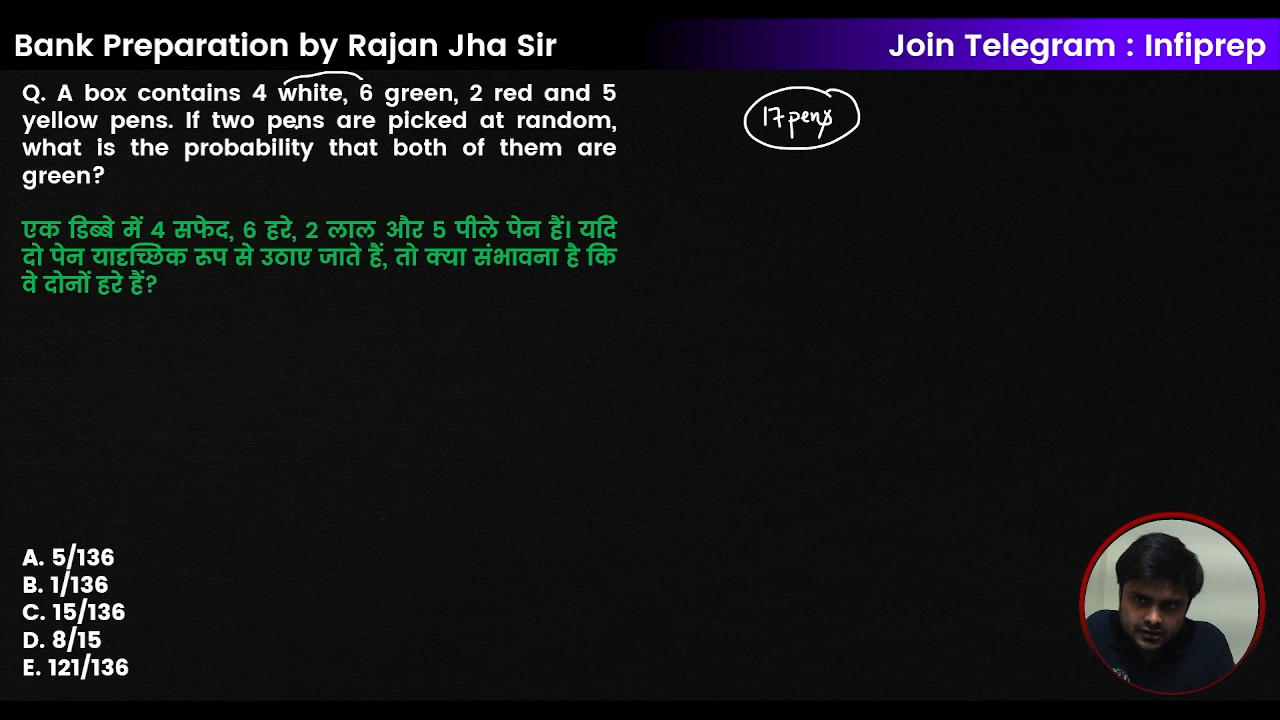 Bank Preparation by Rajan Jha Sir
Join Telegram : Infiprep
Q. A box contains 4 white, 6 green, 2 red and 5
yellow pens. If two pens are picked at random,
what is the probability that both of them are
green?
17 pens
एक डिब्बे में 4 सफेद, 6 हरे, 2 लाल और 5 पीले पेन हैं। यदि
दो पेन यादृच्छिक रूप से उठाए जाते हैं, तो क्या संभावना है कि
वे दोनों हरे हैं?
A. 5/136
B. 1/136
C. 15/136
D. 8/15
E. 121/136